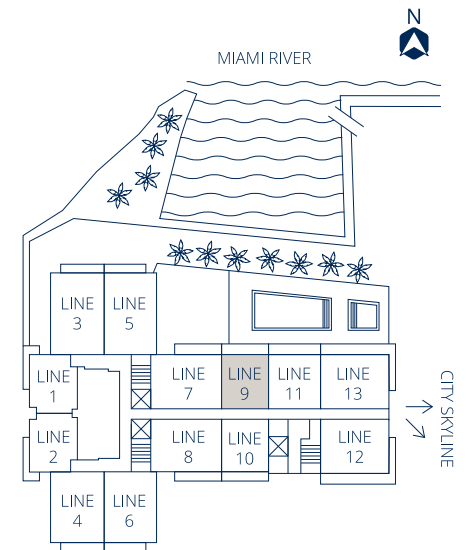 N
MIAMI RIVER
LINE
3
LINE
5
LINE
1
LINE
7
LINE
9
LINE
11
LINE
13
CITY SKYLINE
LINE
2
LINE
8
LINE
10
LINE
12
LINE
4
LINE
6